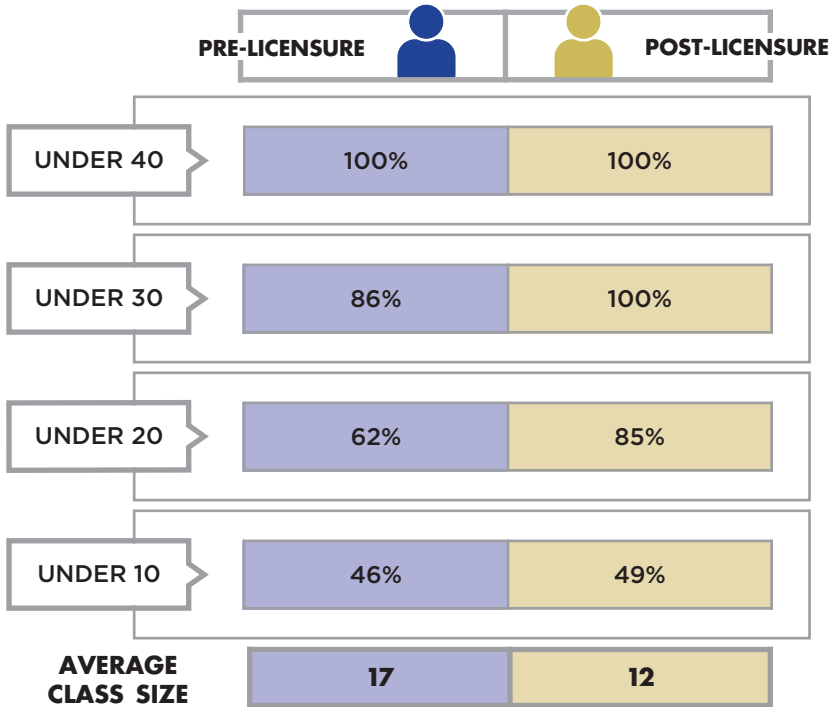 PRE-LICENSURE POST-LICENSURE
UNDER 40 100% 100%
UNDER 30 86% 100%
UNDER 20 62% 85%
UNDER 10 46% 49%
AVERAGE
CLASS SIZE 17 12